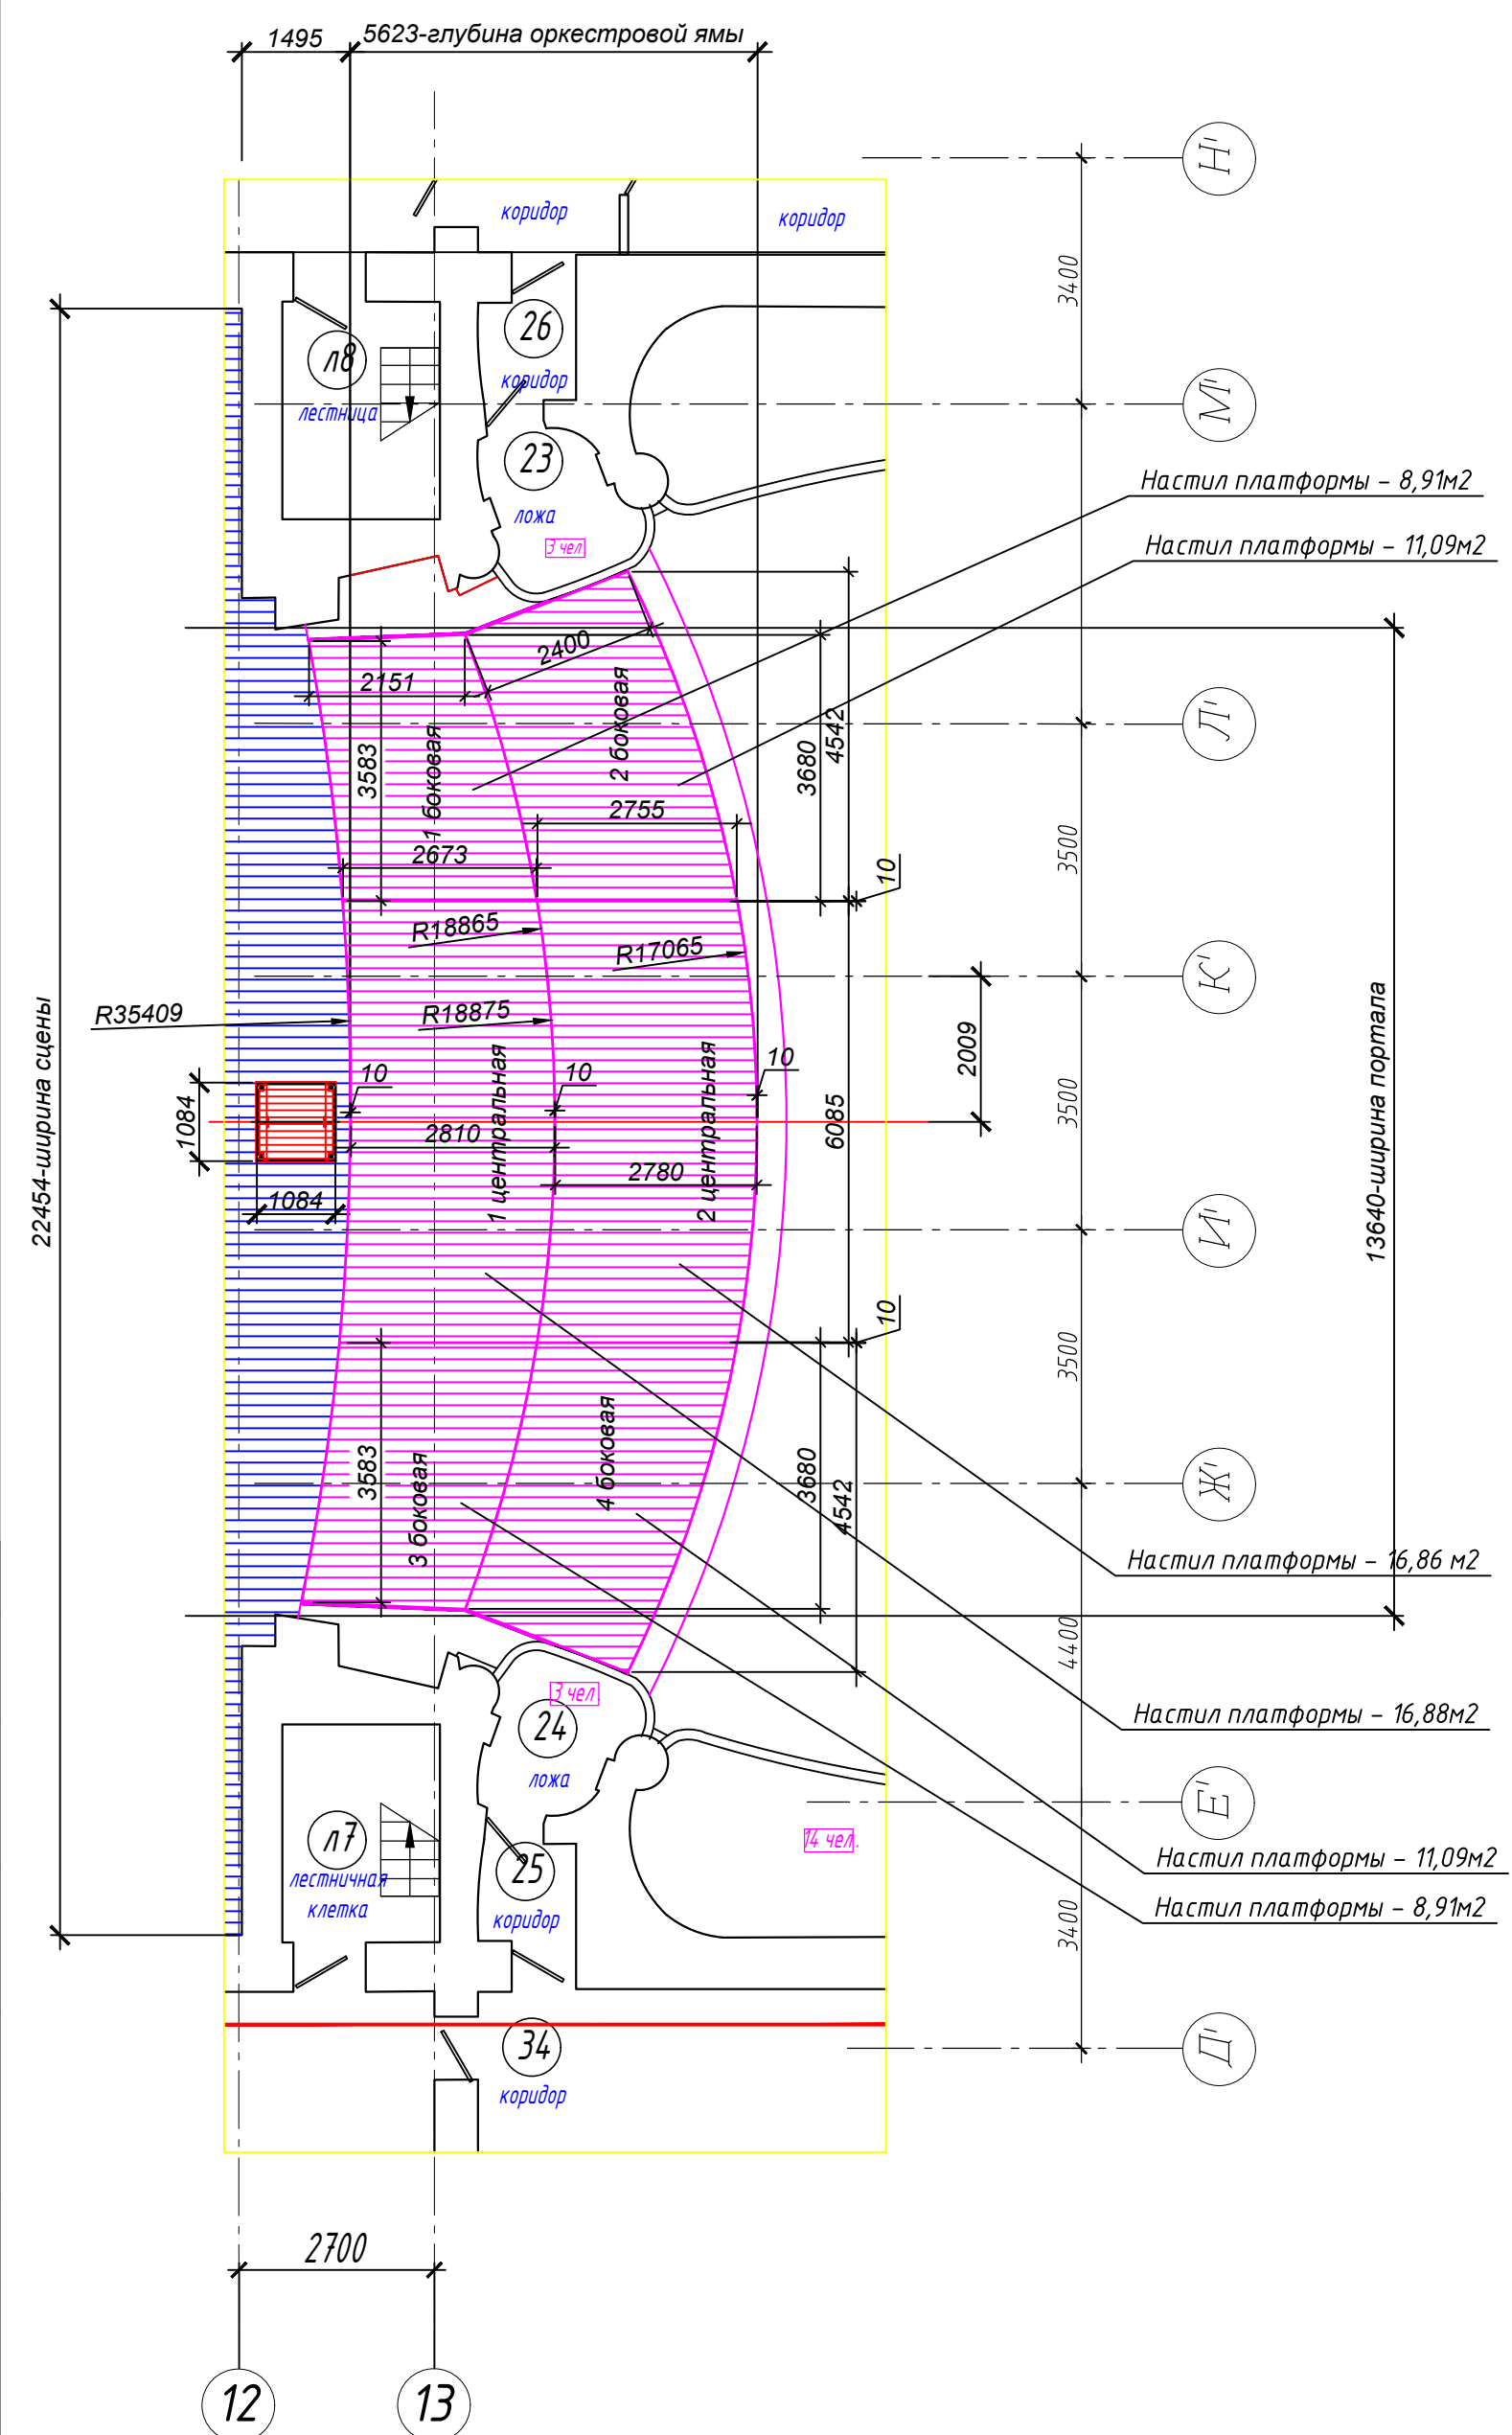 1495
5623-глубина оркестровой ямы
Н'
коридор
коридор
3400
26
л8
коридор
лестница
М'
23
ложа
3 чел
Настил платформы - 8,91м2
Настил платформы - 11,09м2
2400
2151
2 боковая
1 боковая
3583
3680
4542
Л'
2755
2673
3500
10
R18865
R17065
К'
22454-ширина сцены
R35409
R18875
13640-ширина портала
2009
10
10
10
1084
1 центральная
2 центральная
6085
3500
2810
2780
1084
И'
10
3500
3583
3 боковая
4 боковая
3680
4542
Ж'
Настил платформы - 16,86 м2
4400
3 чел
24
ложа
Настил платформы - 16,88м2
Е'
л7
14 чел.
25
лестничная
клетка
коридор
Настил платформы - 11,09м2
Настил платформы - 8,91м2
3400
34
коридор
Д'
2700
12
13